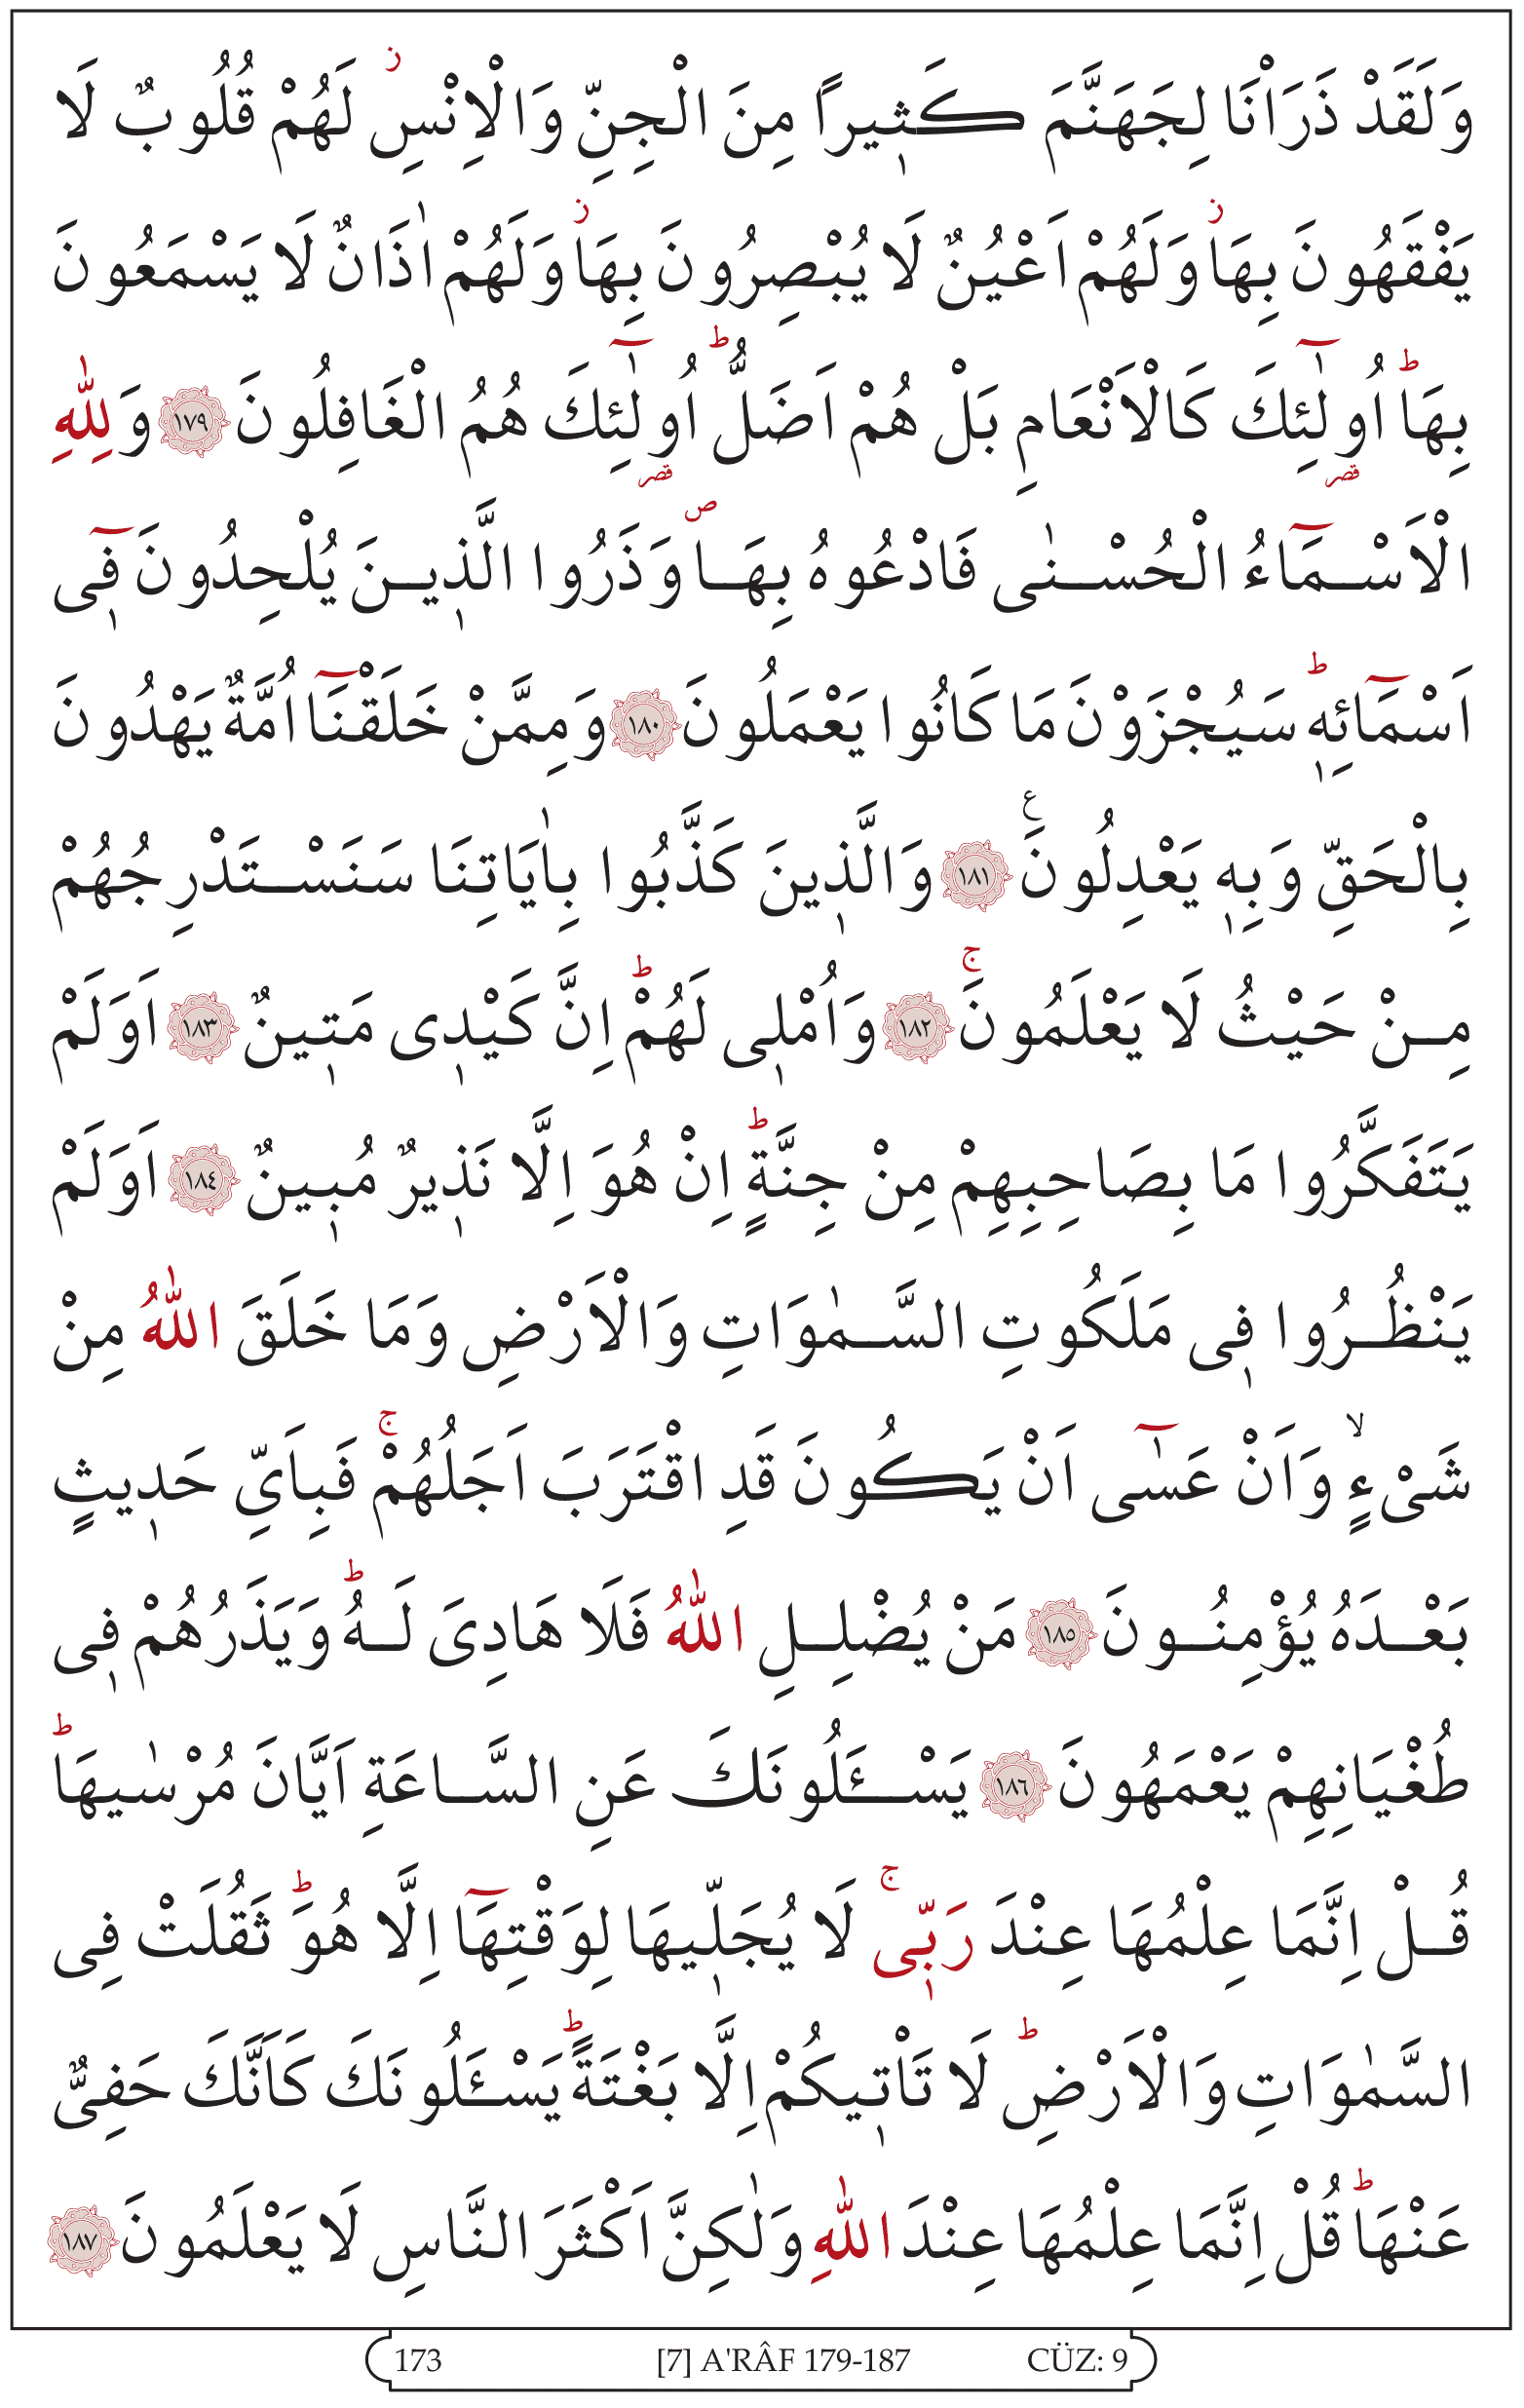 وَلَقَدْ ذَرَاْنَا لِجَهَنَّمَ كَثٖيراً مِنَ الْجِنِّ وَالْاِنْسِؗ لَهُمْ قُلُوبٌ لَا
يَفْقَهُونَ بِهَاؗ وَلَهُمْ اَعْيُنٌ لَا يُبْصِرُونَ بِهَاؗ وَلَهُمْ اٰذَانٌ لَا يَسْمَعُونَ
بِهَاؕ اُو۬لٰٓئِكَ كَالْاَنْعَامِ بَلْ هُمْ اَضَلُّؕ اُو۬لٰٓئِكَ هُمُ الْغَافِلُونَ ﴿١٧٩﴾ وَلِلّٰهِ
الْاَسْمَٓاءُ الْحُسْنٰى فَادْعُوهُ بِهَاࣕ وَذَرُوا الَّذٖينَ يُلْحِدُونَ فٖٓى
اَسْمَٓائِهٖؕ سَيُجْزَوْنَ مَا كَانُوا يَعْمَلُونَ ﴿١٨٠﴾ وَمِمَّنْ خَلَقْنَٓا اُمَّةٌ يَهْدُونَ
بِالْحَقِّ وَبِهٖ يَعْدِلُونَࣖ ﴿١٨١﴾ وَالَّذٖينَ كَذَّبُوا بِاٰيَاتِنَا سَنَسْتَدْرِجُهُمْ
مِنْ حَيْثُ لَا يَعْلَمُونَۚ ﴿١٨٢﴾ وَاُمْلٖى لَهُمْؕ اِنَّ كَيْدٖى مَتٖينٌ ﴿١٨٣﴾ اَوَلَمْ
يَتَفَكَّرُوا مَا بِصَاحِبِهِمْ مِنْ جِنَّةٍؕ اِنْ هُوَ اِلَّا نَذٖيرٌ مُبٖينٌ ﴿١٨٤﴾ اَوَلَمْ
يَنْظُرُوا فٖى مَلَكُوتِ السَّمٰوَاتِ وَالْاَرْضِ وَمَا خَلَقَ اللّٰهُ مِنْ
شَىْءٍۙ وَاَنْ عَسٰٓى اَنْ يَكُونَ قَدِ اقْتَرَبَ اَجَلُهُمْۚ فَبِاَىِّ حَدٖيثٍ
بَعْدَهُ يُؤْمِنُونَ ﴿١٨٥﴾ مَنْ يُضْلِلِ اللّٰهُ فَلَا هَادِىَ لَهُؕ وَيَذَرُهُمْ فٖى
طُغْيَانِهِمْ يَعْمَهُونَ ﴿١٨٦﴾ يَسْـَٔلُونَكَ عَنِ السَّاعَةِ اَيَّانَ مُرْسٰيهَاؕ
قُلْ اِنَّمَا عِلْمُهَا عِنْدَ رَبّٖىۚ لَا يُجَلّٖيهَا لِوَقْتِهَٓا اِلَّا هُوَؕ ثَقُلَتْ فِى
السَّمٰوَاتِ وَالْاَرْضِؕ لَا تَاْتٖيكُمْ اِلَّا بَغْتَةًؕ يَسْـَٔلُونَكَ كَاَنَّكَ حَفِىٌّ
عَنْهَاؕ قُلْ اِنَّمَا عِلْمُهَا عِنْدَ اللّٰهِ وَلٰكِنَّ اَكْثَرَ النَّاسِ لَا يَعْلَمُونَ ﴿١٨٧﴾
173 [7] A'RÂF 179-187 CÜZ: 9